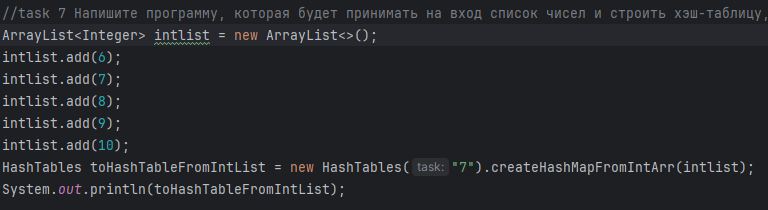 //task 7 Напишите программу, которая будет принимать на вход список чисел и строить хэш-таблицу,
ArrayList<Integer> intlist = new ArrayList<>();
intlist.add(6);
intlist.add(7);
intlist.add(8);
intlist.add(9);
intlist.add(10);
HashTables toHashTableFromIntList = new HashTables( task: "7").createHashMapFromIntArr(intlist);
System.out.println(toHashTableFromIntList);